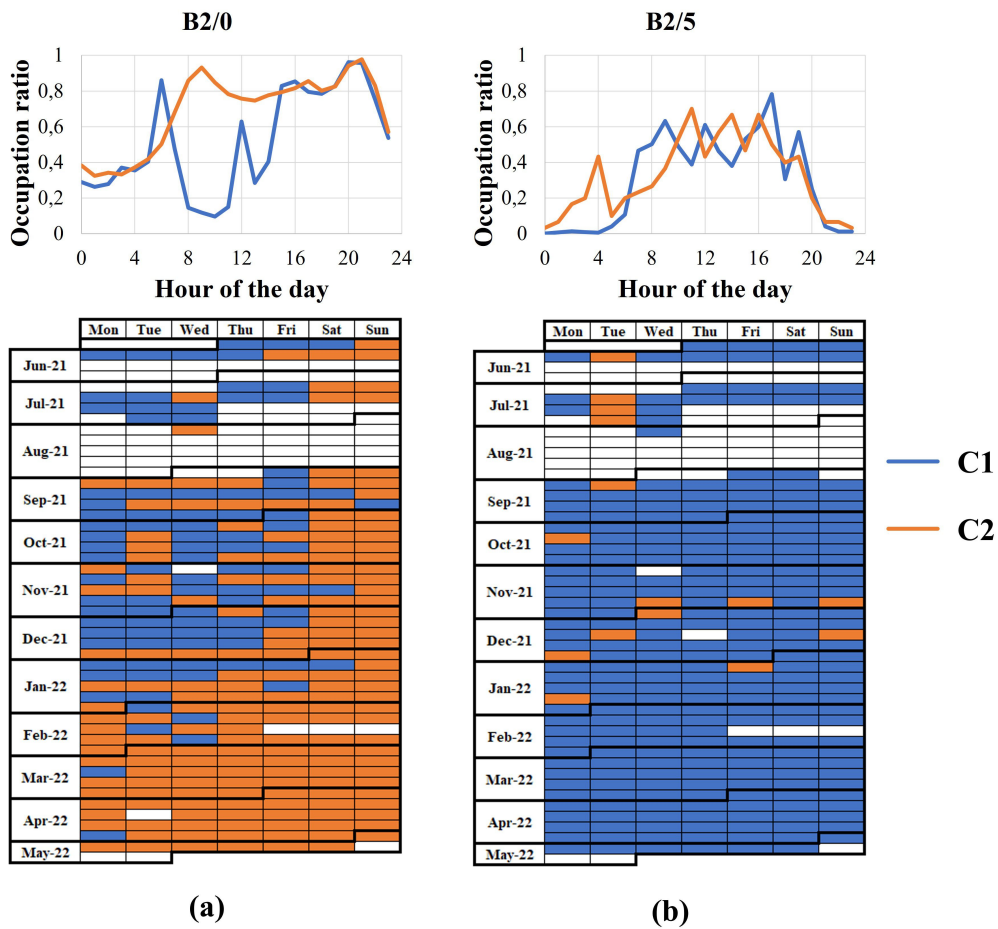 B2/0
B2/5
Occupation ratio
1
0,8
0,6
0,4
0,2
0
0 4 8 12 16 20 24
Hour of the day
Occupation ratio
1
0,8
0,6
0,4
0,2
0
0 4 8 12 16 20 24
Hour of the day
Mon Tue Wed Thu Fri Sat Sun
Jun-21
Jul-21
Aug-21
Sep-21
Oct-21
Nov-21
Dec-21
Jan-22
Feb-22
Mar-22
Apr-22
May-22
Mon Tue Wed Thu Fri Sat Sun
Jun-21
Jul-21
Aug-21
Sep-21
Oct-21
Nov-21
Dec-21
Jan-22
Feb-22
Mar-22
Apr-22
May-22
C1
C2
(a)
(b)